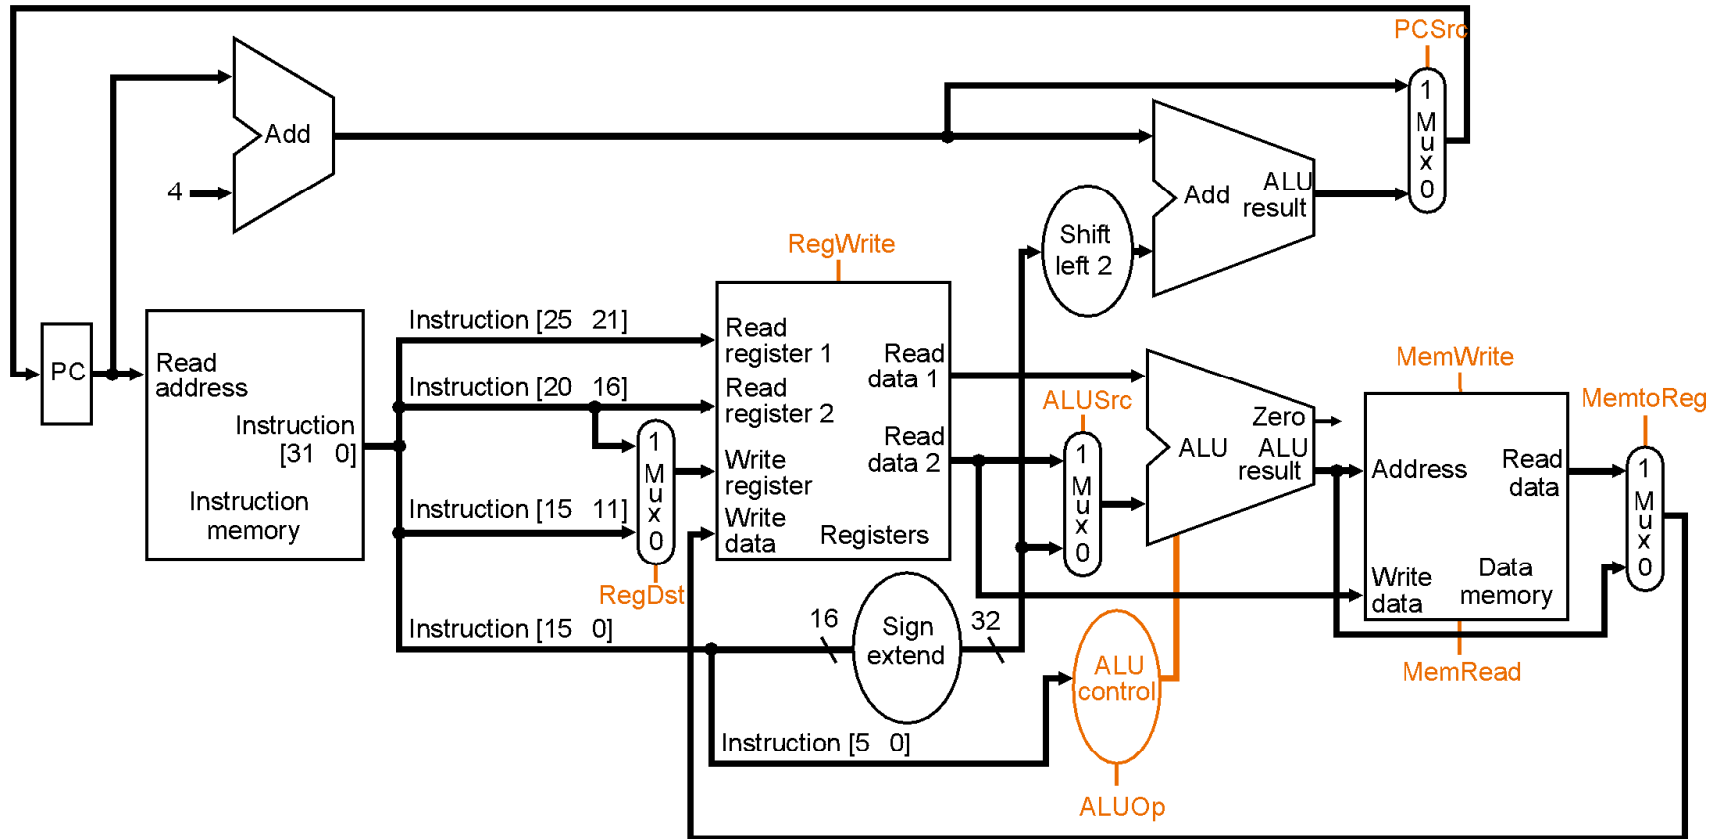 PCSrc
1
M
u
x
0
Add
4
Add
ALU
result
Shift
left 2
RegWrite
Instruction [25 21]
Read
register 1
Read
data 1
PC
Read
address
Instruction
[31 0]
Instruction
memory
Instruction [20 16]
Read
register 2
Read
data 2
1
M
u
x
0
RegDst
Write
register
Instruction [15 11]
Write
data
Registers
ALUSrc
1
M
u
x
0
Zero
ALU
ALU
result
MemWrite
Address
Read
data
Write
data
Data
memory
MemRead
MemtoReg
1
M
u
x
0
Instruction [15 0]
16
Sign
extend
32
ALU
control
Instruction [5 0]
ALUOp